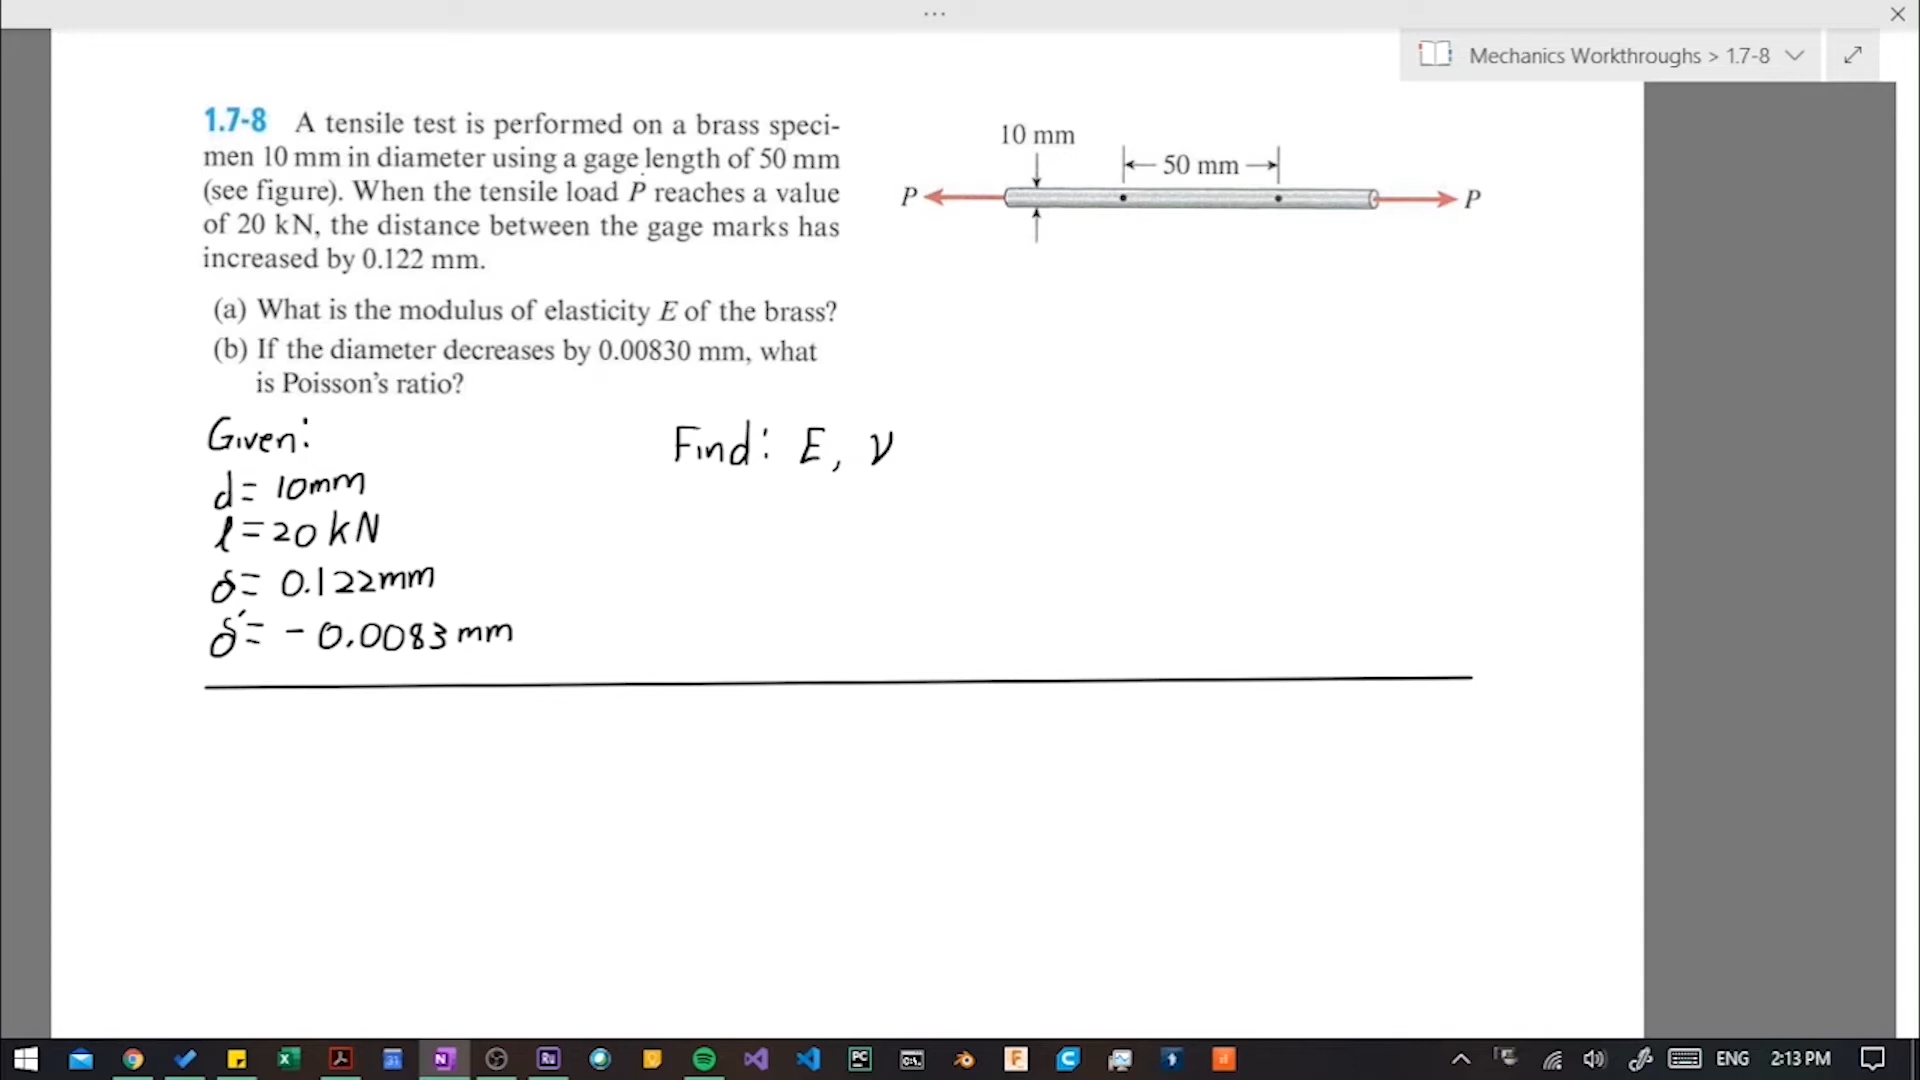 ...
Mechanics Workthroughs > 1.7-8
1.7-8 A tensile test is performed on a brass speci-
men 10 mm in diameter using a gage length of 50 mm
(see figure). When the tensile load P reaches a value
of 20 kN, the distance between the gage marks has
increased by 0.122 mm.
(a) What is the modulus of elasticity E of the brass?
(b) If the diameter decreases by 0.00830 mm, what
is Poisson's ratio?
10 mm
50 mm
P
P
Given:
d = 10mm
l = 20 kN
δ = 0.122mm
δ' = - 0.0083 mm
Find: E, ν
31
N
Ru
PC
C:\.
F
C
ENG
2:13 PM